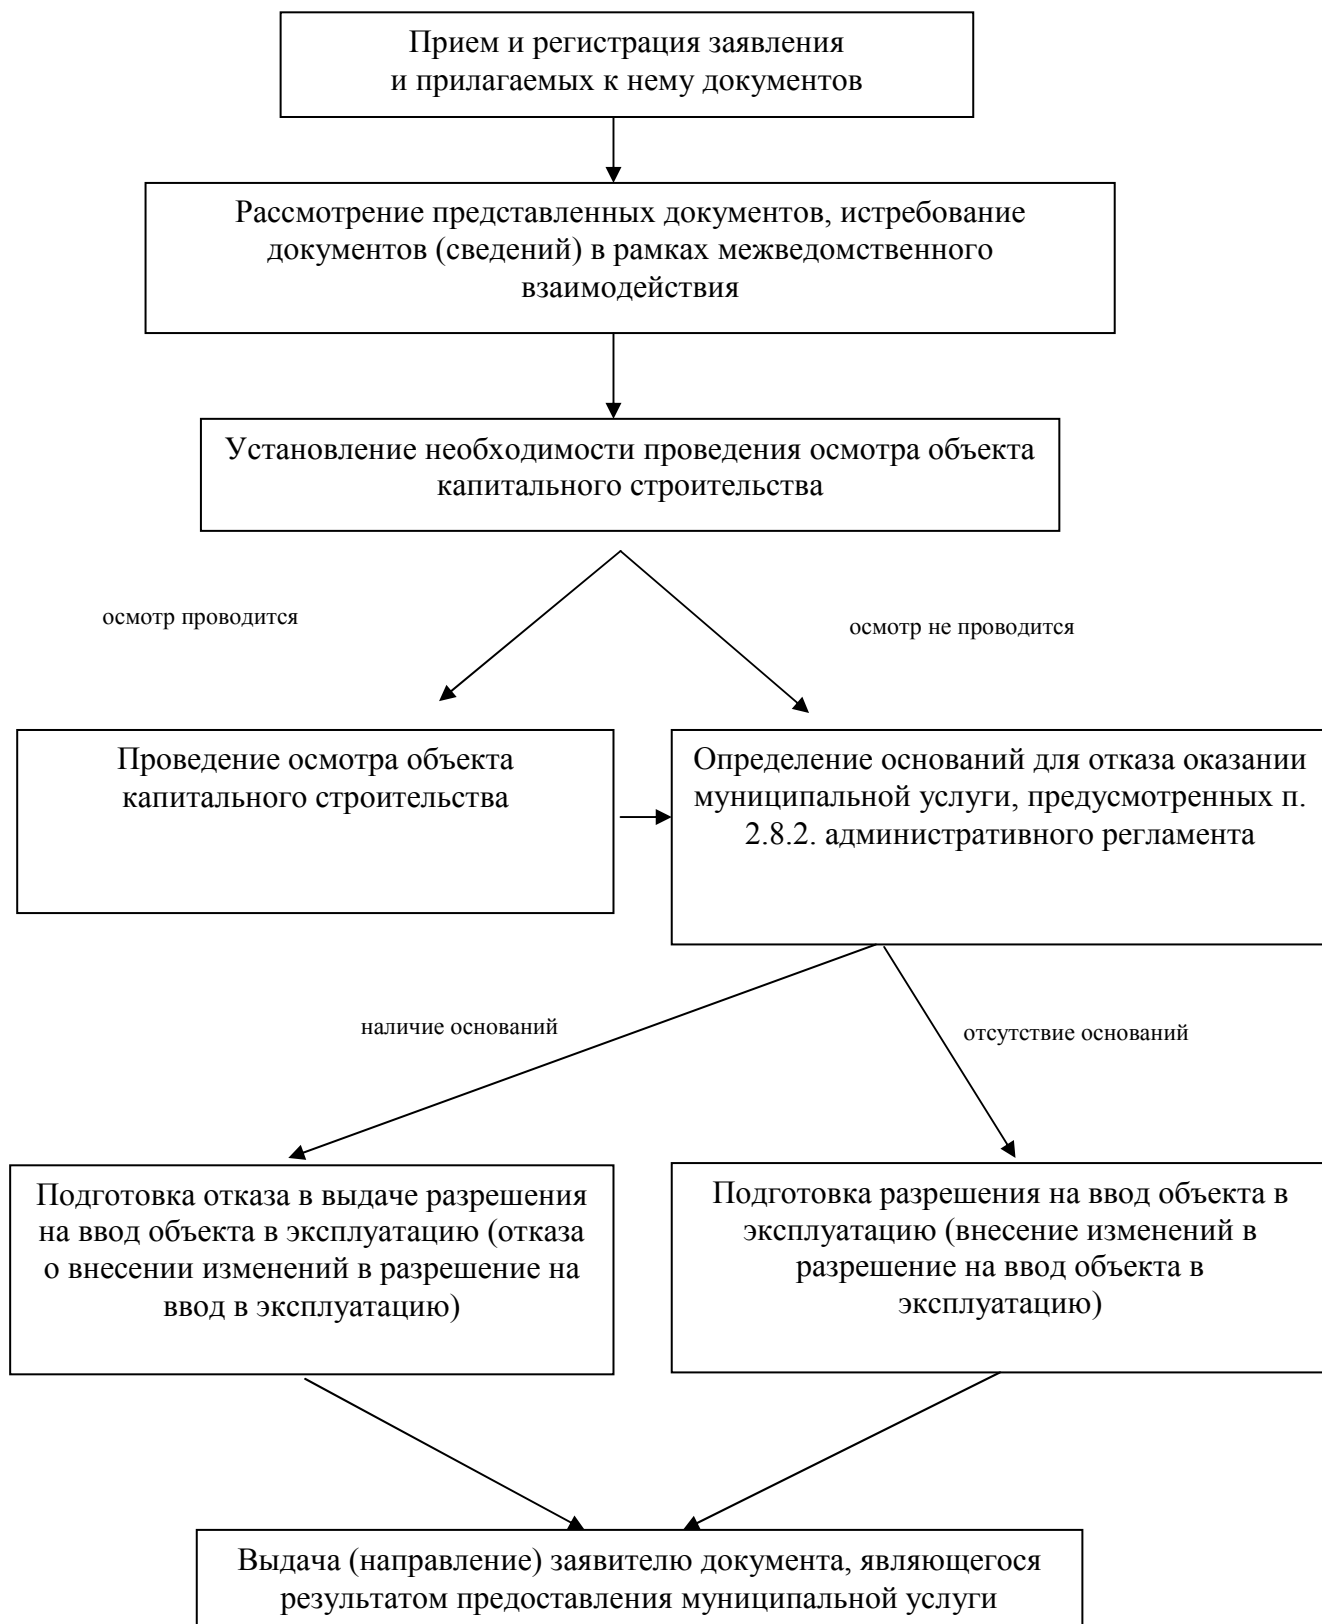 Прием и регистрация заявления
и прилагаемых к нему документов
Рассмотрение представленных документов, истребование
документов (сведений) в рамках межведомственного
взаимодействия
Установление необходимости проведения осмотра объекта
капитального строительства
осмотр проводится
осмотр не проводится
Проведение осмотра объекта
капитального строительства
Определение оснований для отказа оказании
муниципальной услуги, предусмотренных п.
2.8.2. административного регламента
наличие оснований
отсутствие оснований
Подготовка отказа в выдаче разрешения
на ввод объекта в эксплуатацию (отказа
о внесении изменений в разрешение на
ввод в эксплуатацию)
Подготовка разрешения на ввод объекта в
эксплуатацию (внесение изменений в
разрешение на ввод объекта в
эксплуатацию)
Выдача (направление) заявителю документа, являющегося
результатом предоставления муниципальной услуги